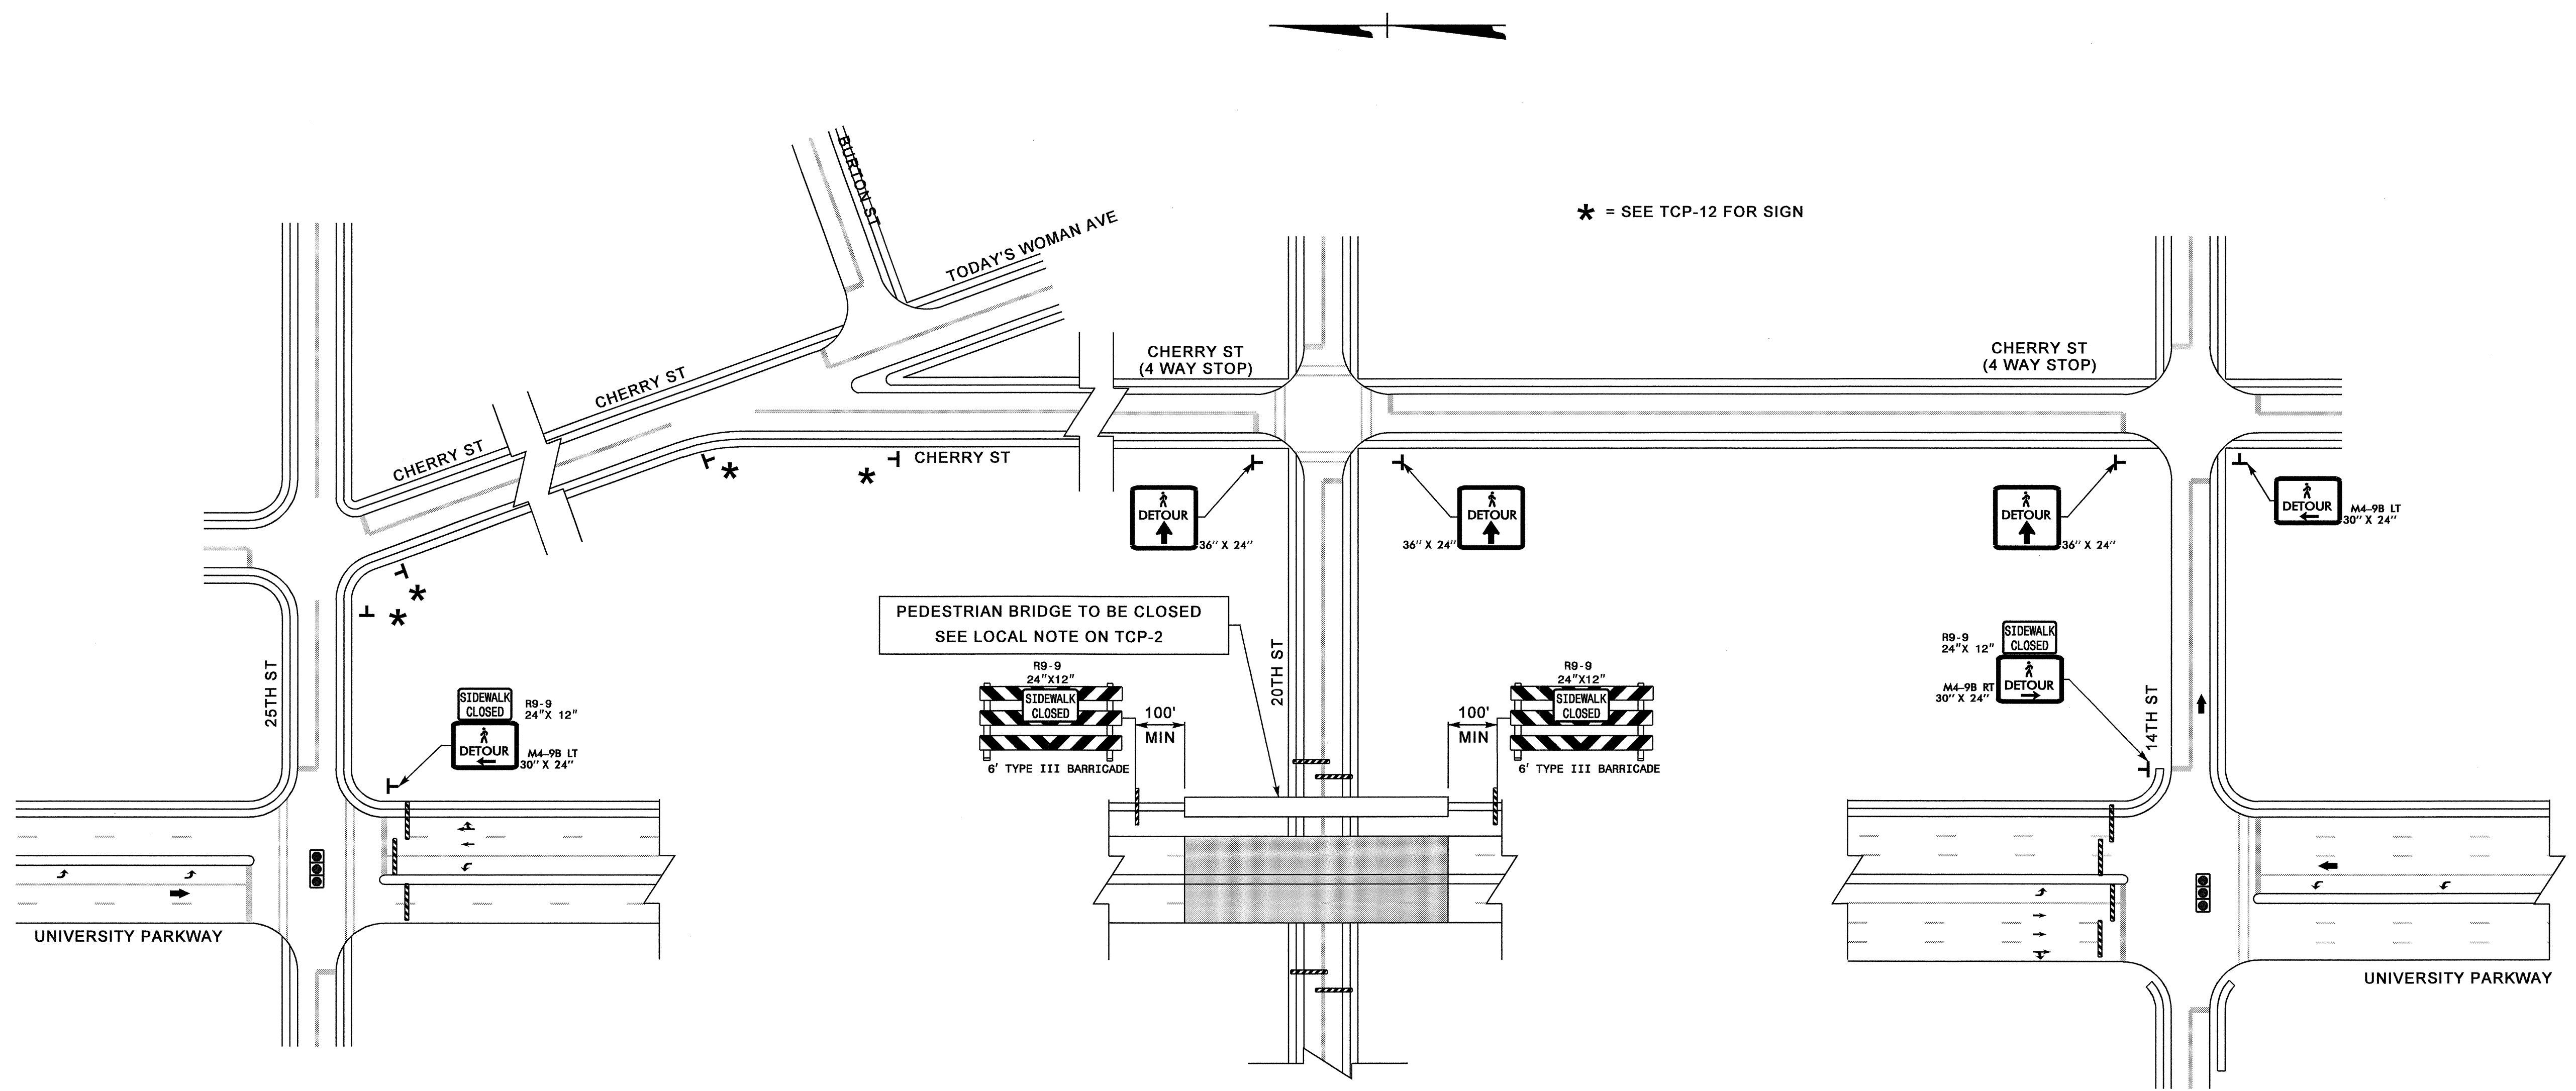 BURTON ST
TODAY'S WOMAN AVE
* = SEE TCP-12 FOR SIGN
CHERRY ST
CHERRY ST
CHERRY ST
(4 WAY STOP)
CHERRY ST
(4 WAY STOP)
*
*
CHERRY ST
DETOUR
36" X 24"
DETOUR
36" X 24"
DETOUR
36" X 24"
DETOUR
M4-9B LT
30" X 24"
*
*
PEDESTRIAN BRIDGE TO BE CLOSED
SEE LOCAL NOTE ON TCP-2
25TH ST
SIDEWALK
CLOSED
R9-9
24"X 12"
DETOUR
M4-9B LT
30" X 24"
R9-9
24"X12"
SIDEWALK
CLOSED
6' TYPE III BARRICADE
100'
MIN
20TH ST
100'
MIN
R9-9
24"X12"
SIDEWALK
CLOSED
6' TYPE III BARRICADE
R9-9
24"X 12"
SIDEWALK
CLOSED
M4-9B RT
30" X 24"
DETOUR
14TH ST
UNIVERSITY PARKWAY
UNIVERSITY PARKWAY